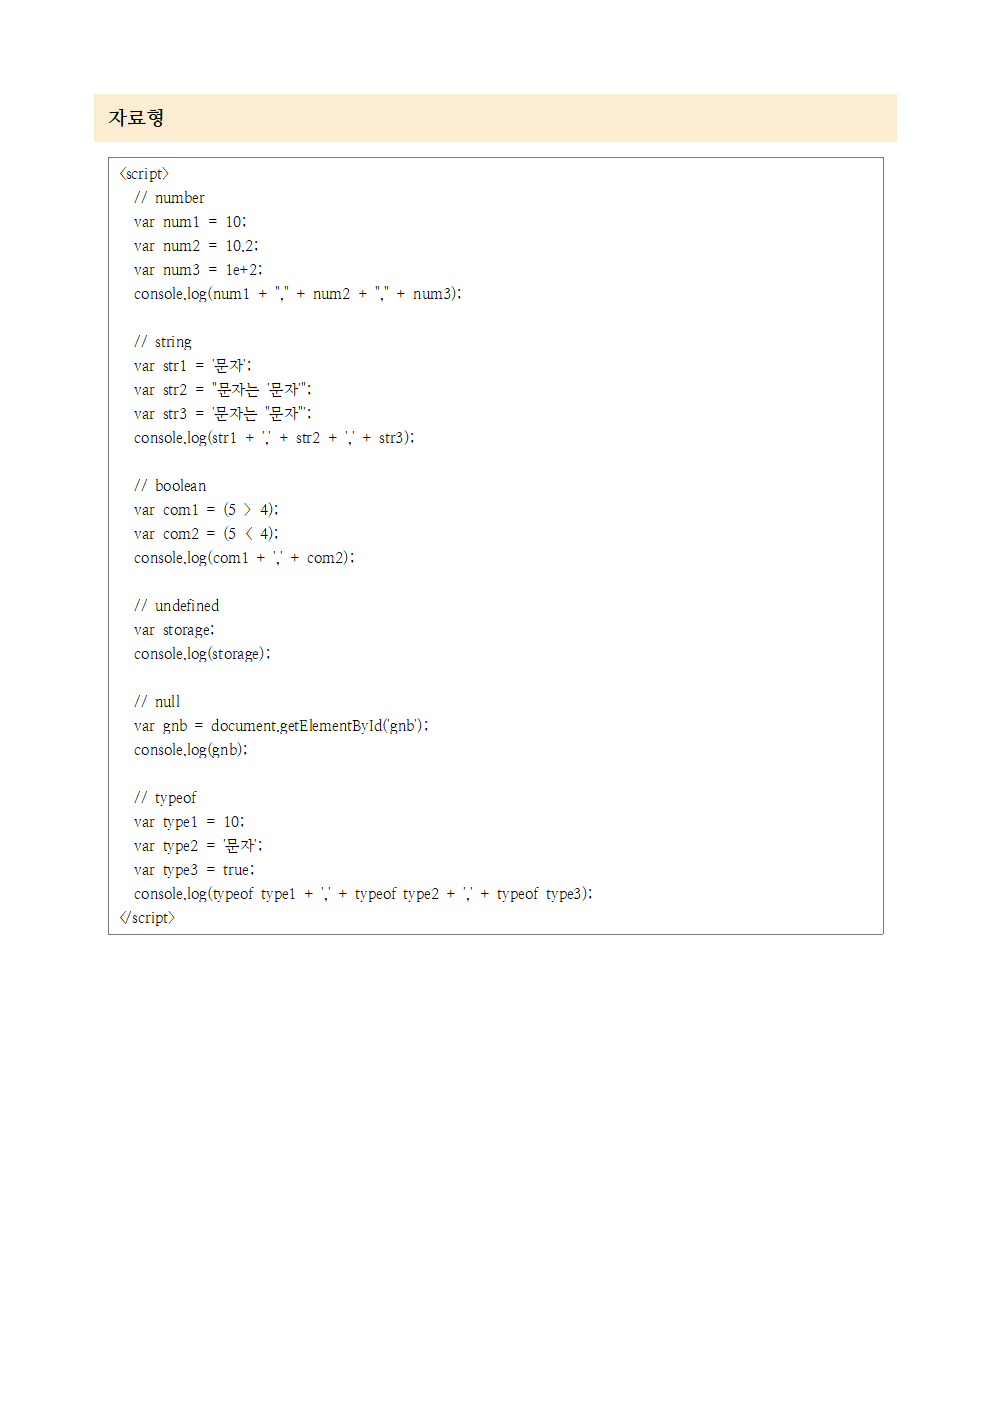 자료형
<script>
// number
var num1 = 10;
var num2 = 10.2;
var num3 = 1e+2;
console.log(num1 + "," + num2 + "," + num3);
// string
var str1 = '문자';
var str2 = "문자는 '문자'";
var str3 = '문자는 "문자"';
console.log(str1 + ',' + str2 + ',' + str3);
// boolean
var com1 = (5 > 4);
var com2 = (5 < 4);
console.log(com1 + ',' + com2);
// undefined
var storage;
console.log(storage);
// null
var gnb = document.getElementById('gnb');
console.log(gnb);
// typeof
var type1 = 10;
var type2 = '문자';
var type3 = true;
console.log(typeof type1 + ',' + typeof type2 + ',' + typeof type3);
</script>